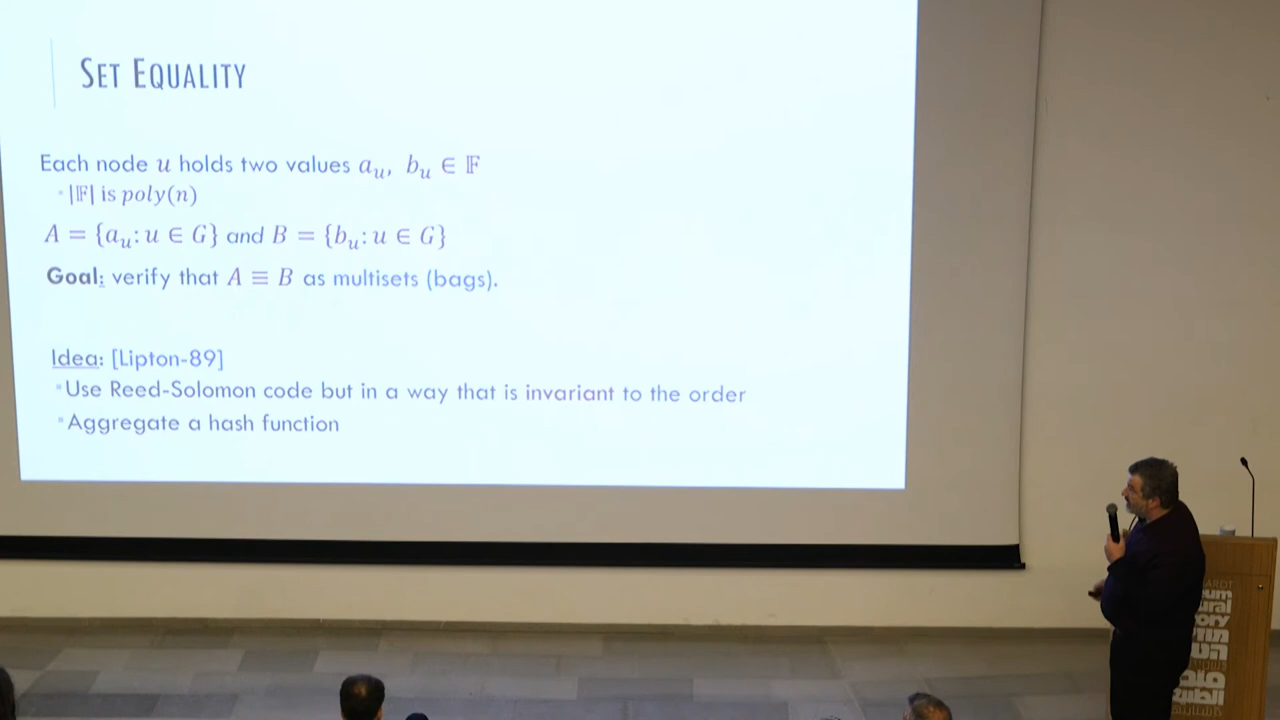 SET EQUALITY
Each node u holds two values a_u, b_u ∈ 𝔽
▪|𝔽| is poly(n)
A = {a_u: u ∈ G} and B = {b_u: u ∈ G}
Goal: verify that A ≡ B as multisets (bags).
Idea: [Lipton-89]
▪Use Reed-Solomon code but in a way that is invariant to the order
▪Aggregate a hash function